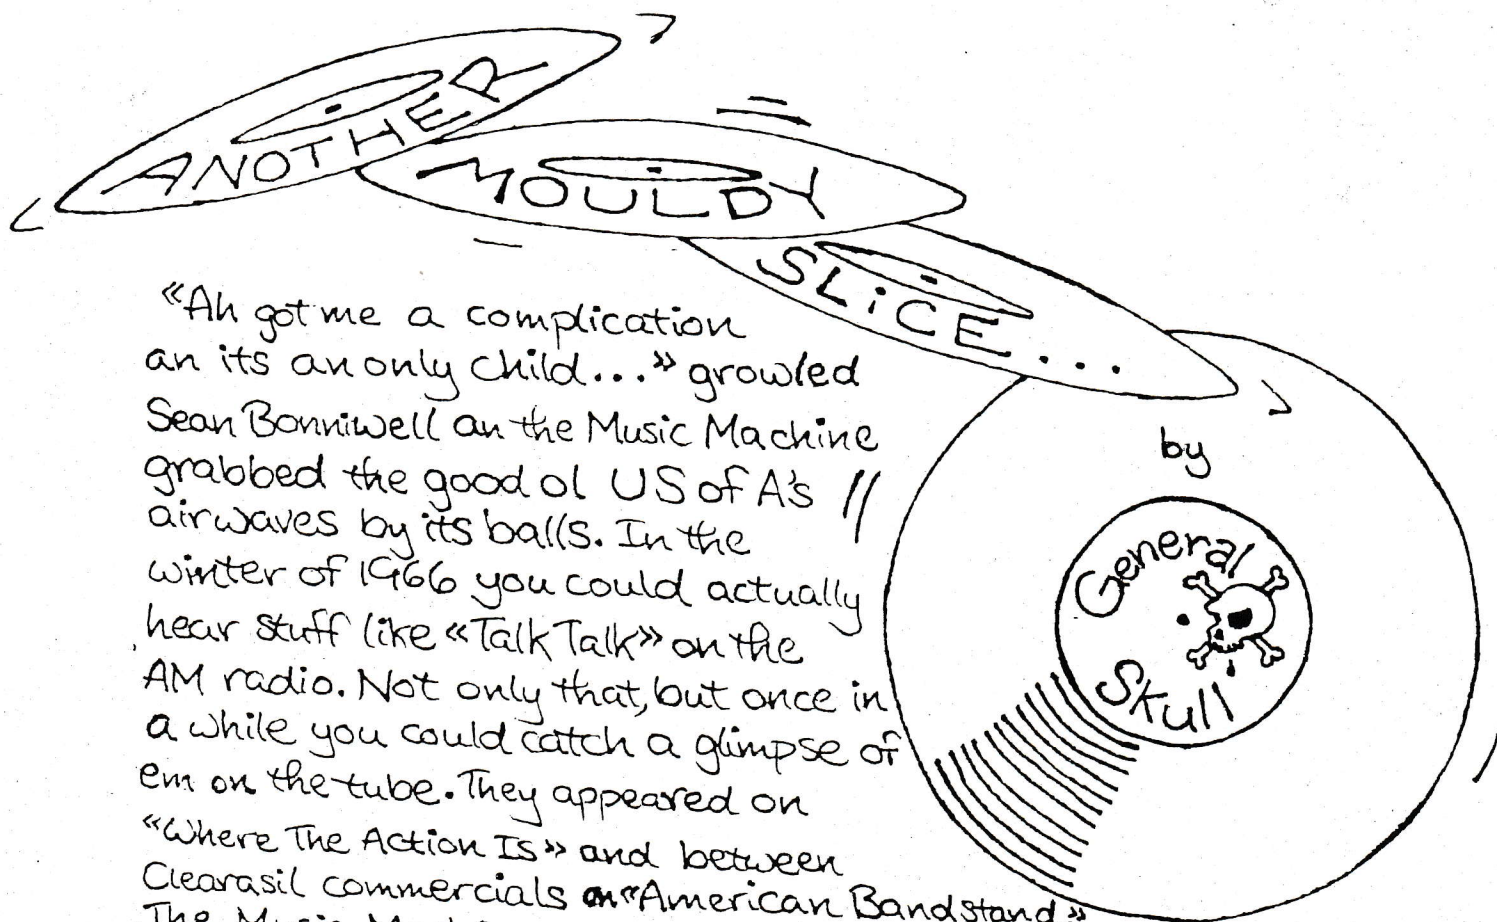 ANOTHER
MOULDY
SLiCE...
by
General
Skull
«Ah got me a complication
an its an only child...» growled
Sean Bonniwell an the Music Machine
grabbed the good ol US of A's
airwaves by its balls. In the
winter of 1966 you could actually
hear stuff like «Talk Talk» on the
AM radio. Not only that, but once in
a while you could catch a glimpse of
em on the tube. They appeared on
«Where The Action Is» and between
Clearasil commercials on «American Bandstand»
The Music